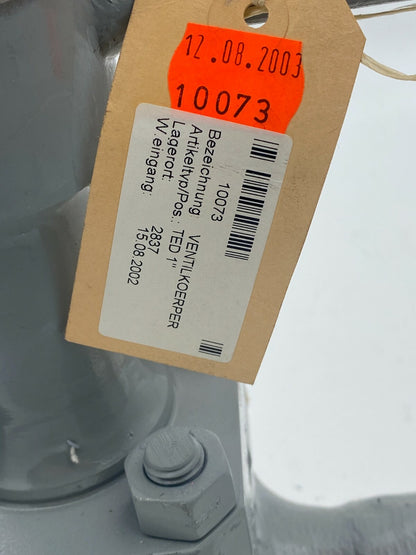 12.08.2003
10073
10073
Bezeichnung VENTILKOERPER
Artikeltyp/Pos.: TED 1"
Lagerort: 2837
W.eingang: 15.08.2002